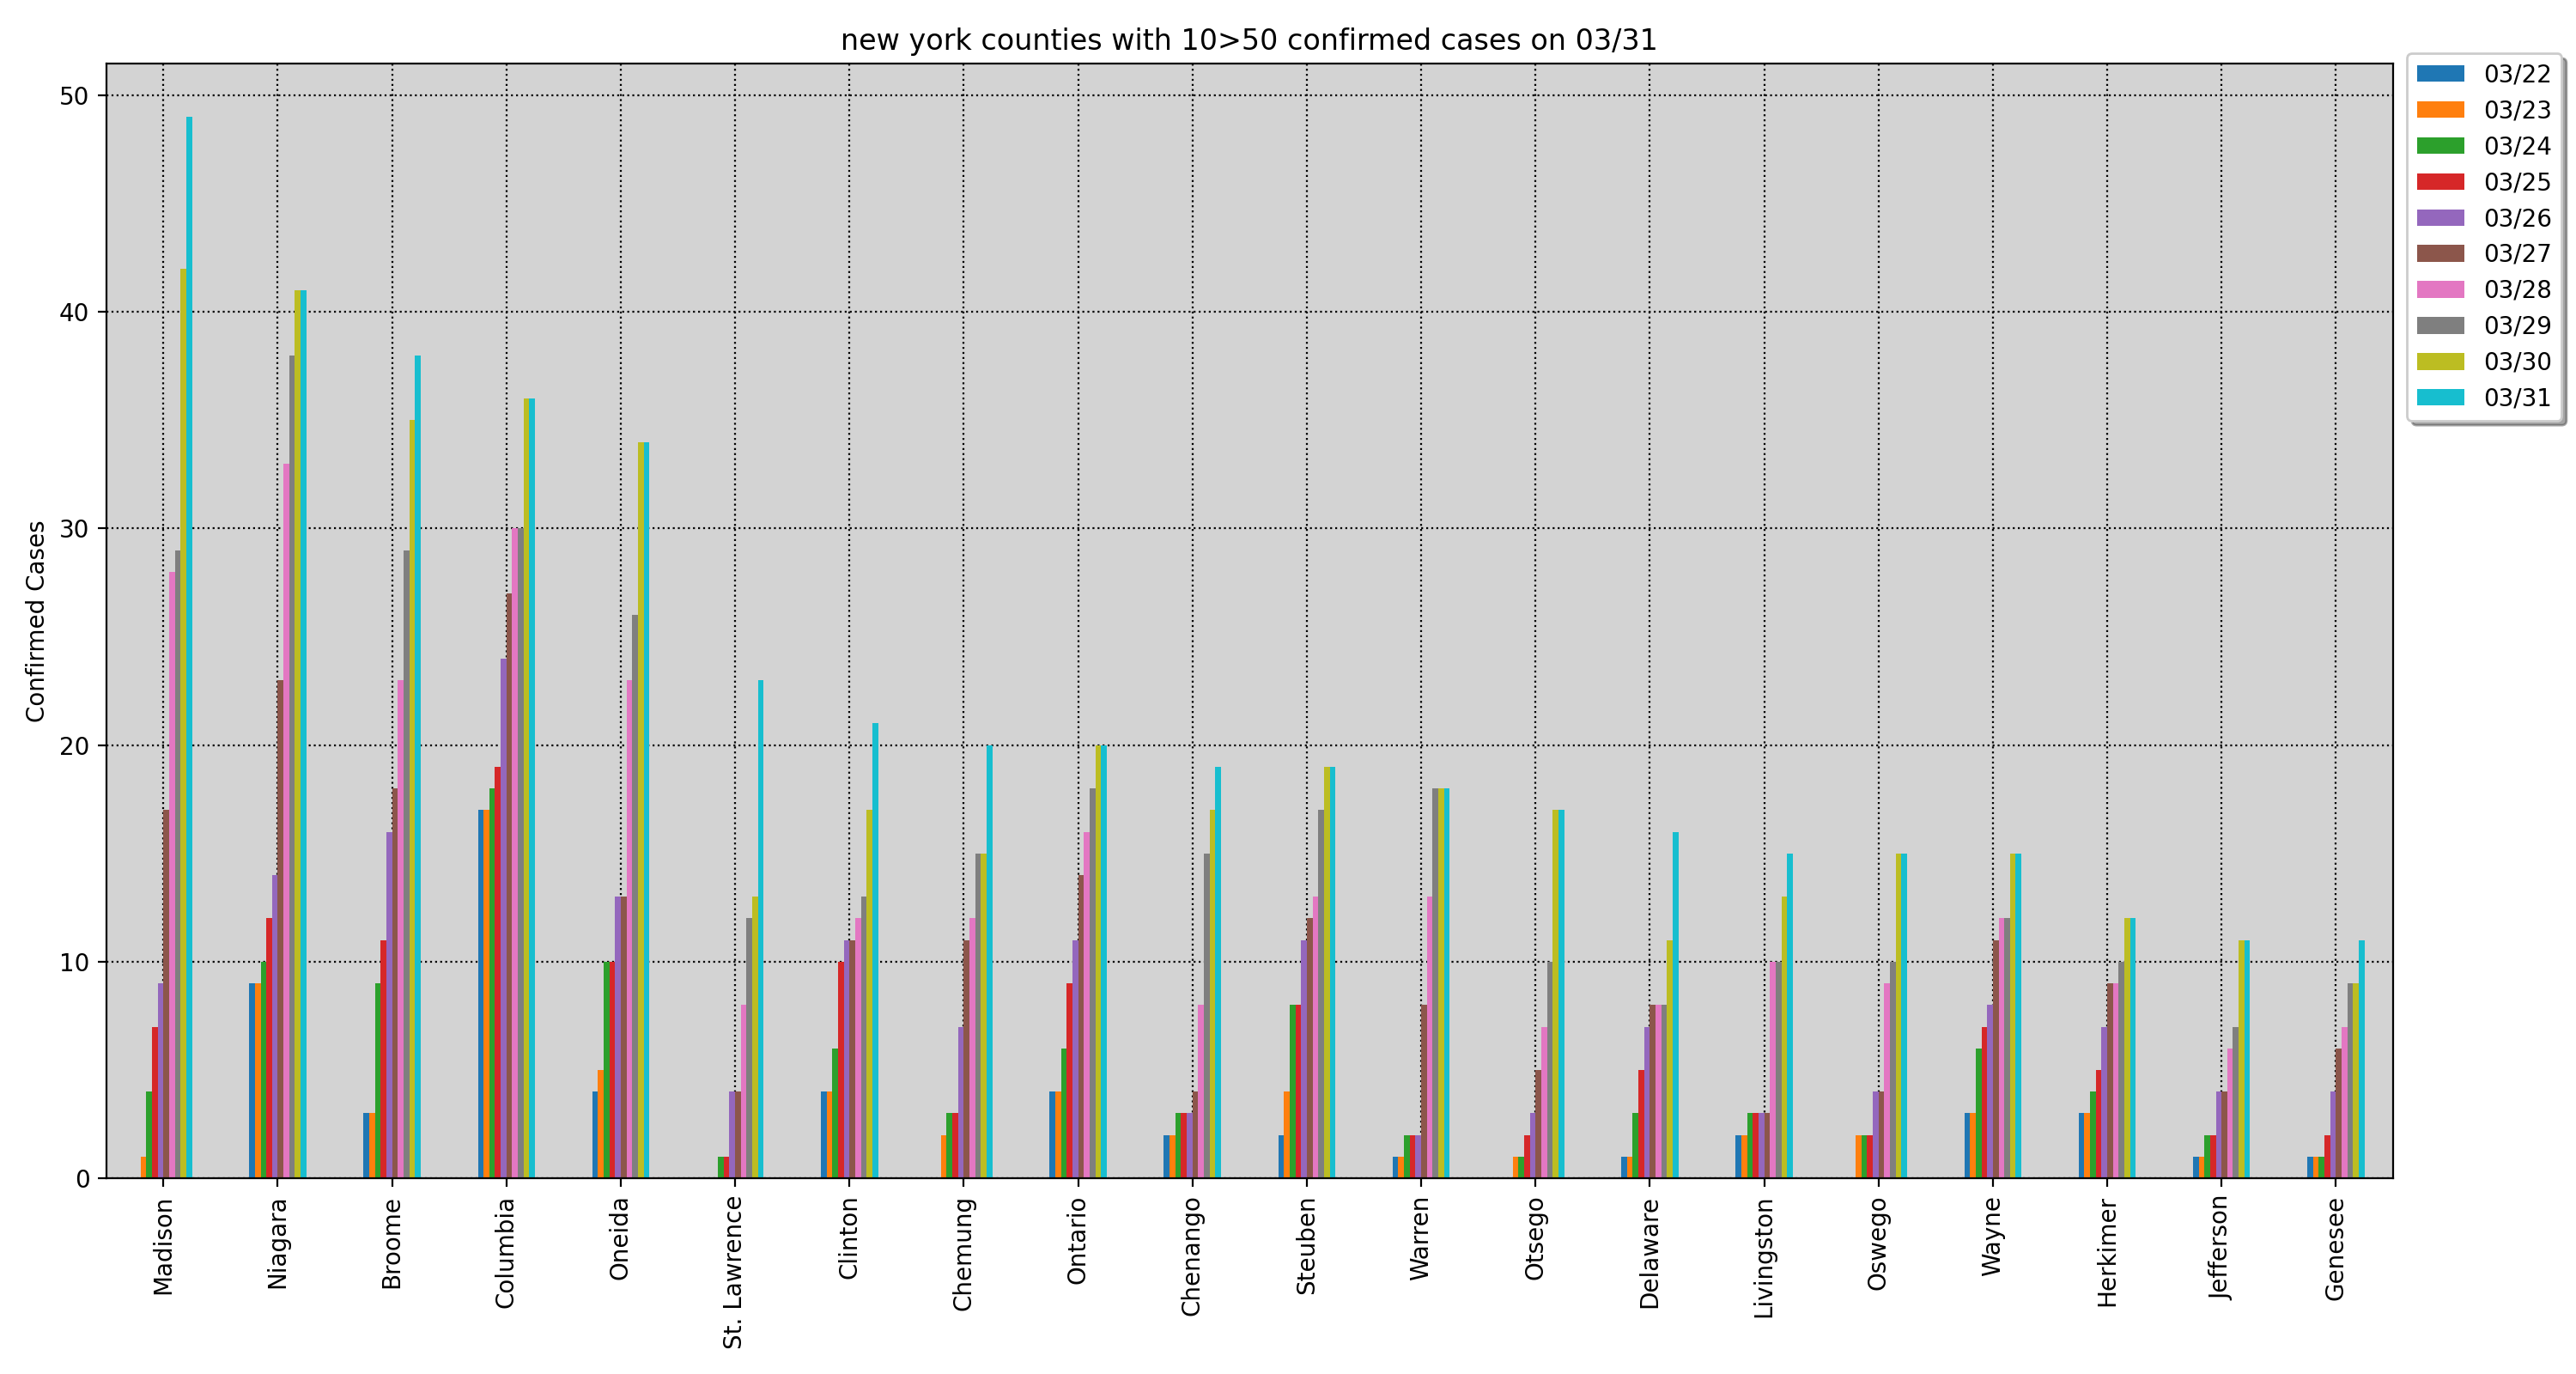 new york counties with 10>50 confirmed cases on 03/31
03/22
03/23
03/24
03/25
03/26
03/27
03/28
03/29
03/30
03/31
Confirmed Cases
50
40
30
20
10
0
Madison
Niagara
Broome
Columbia
Oneida
St. Lawrence
Clinton
Chemung
Ontario
Chenango
Steuben
Warren
Otsego
Delaware
Livingston
Oswego
Wayne
Herkimer
Jefferson
Genesee